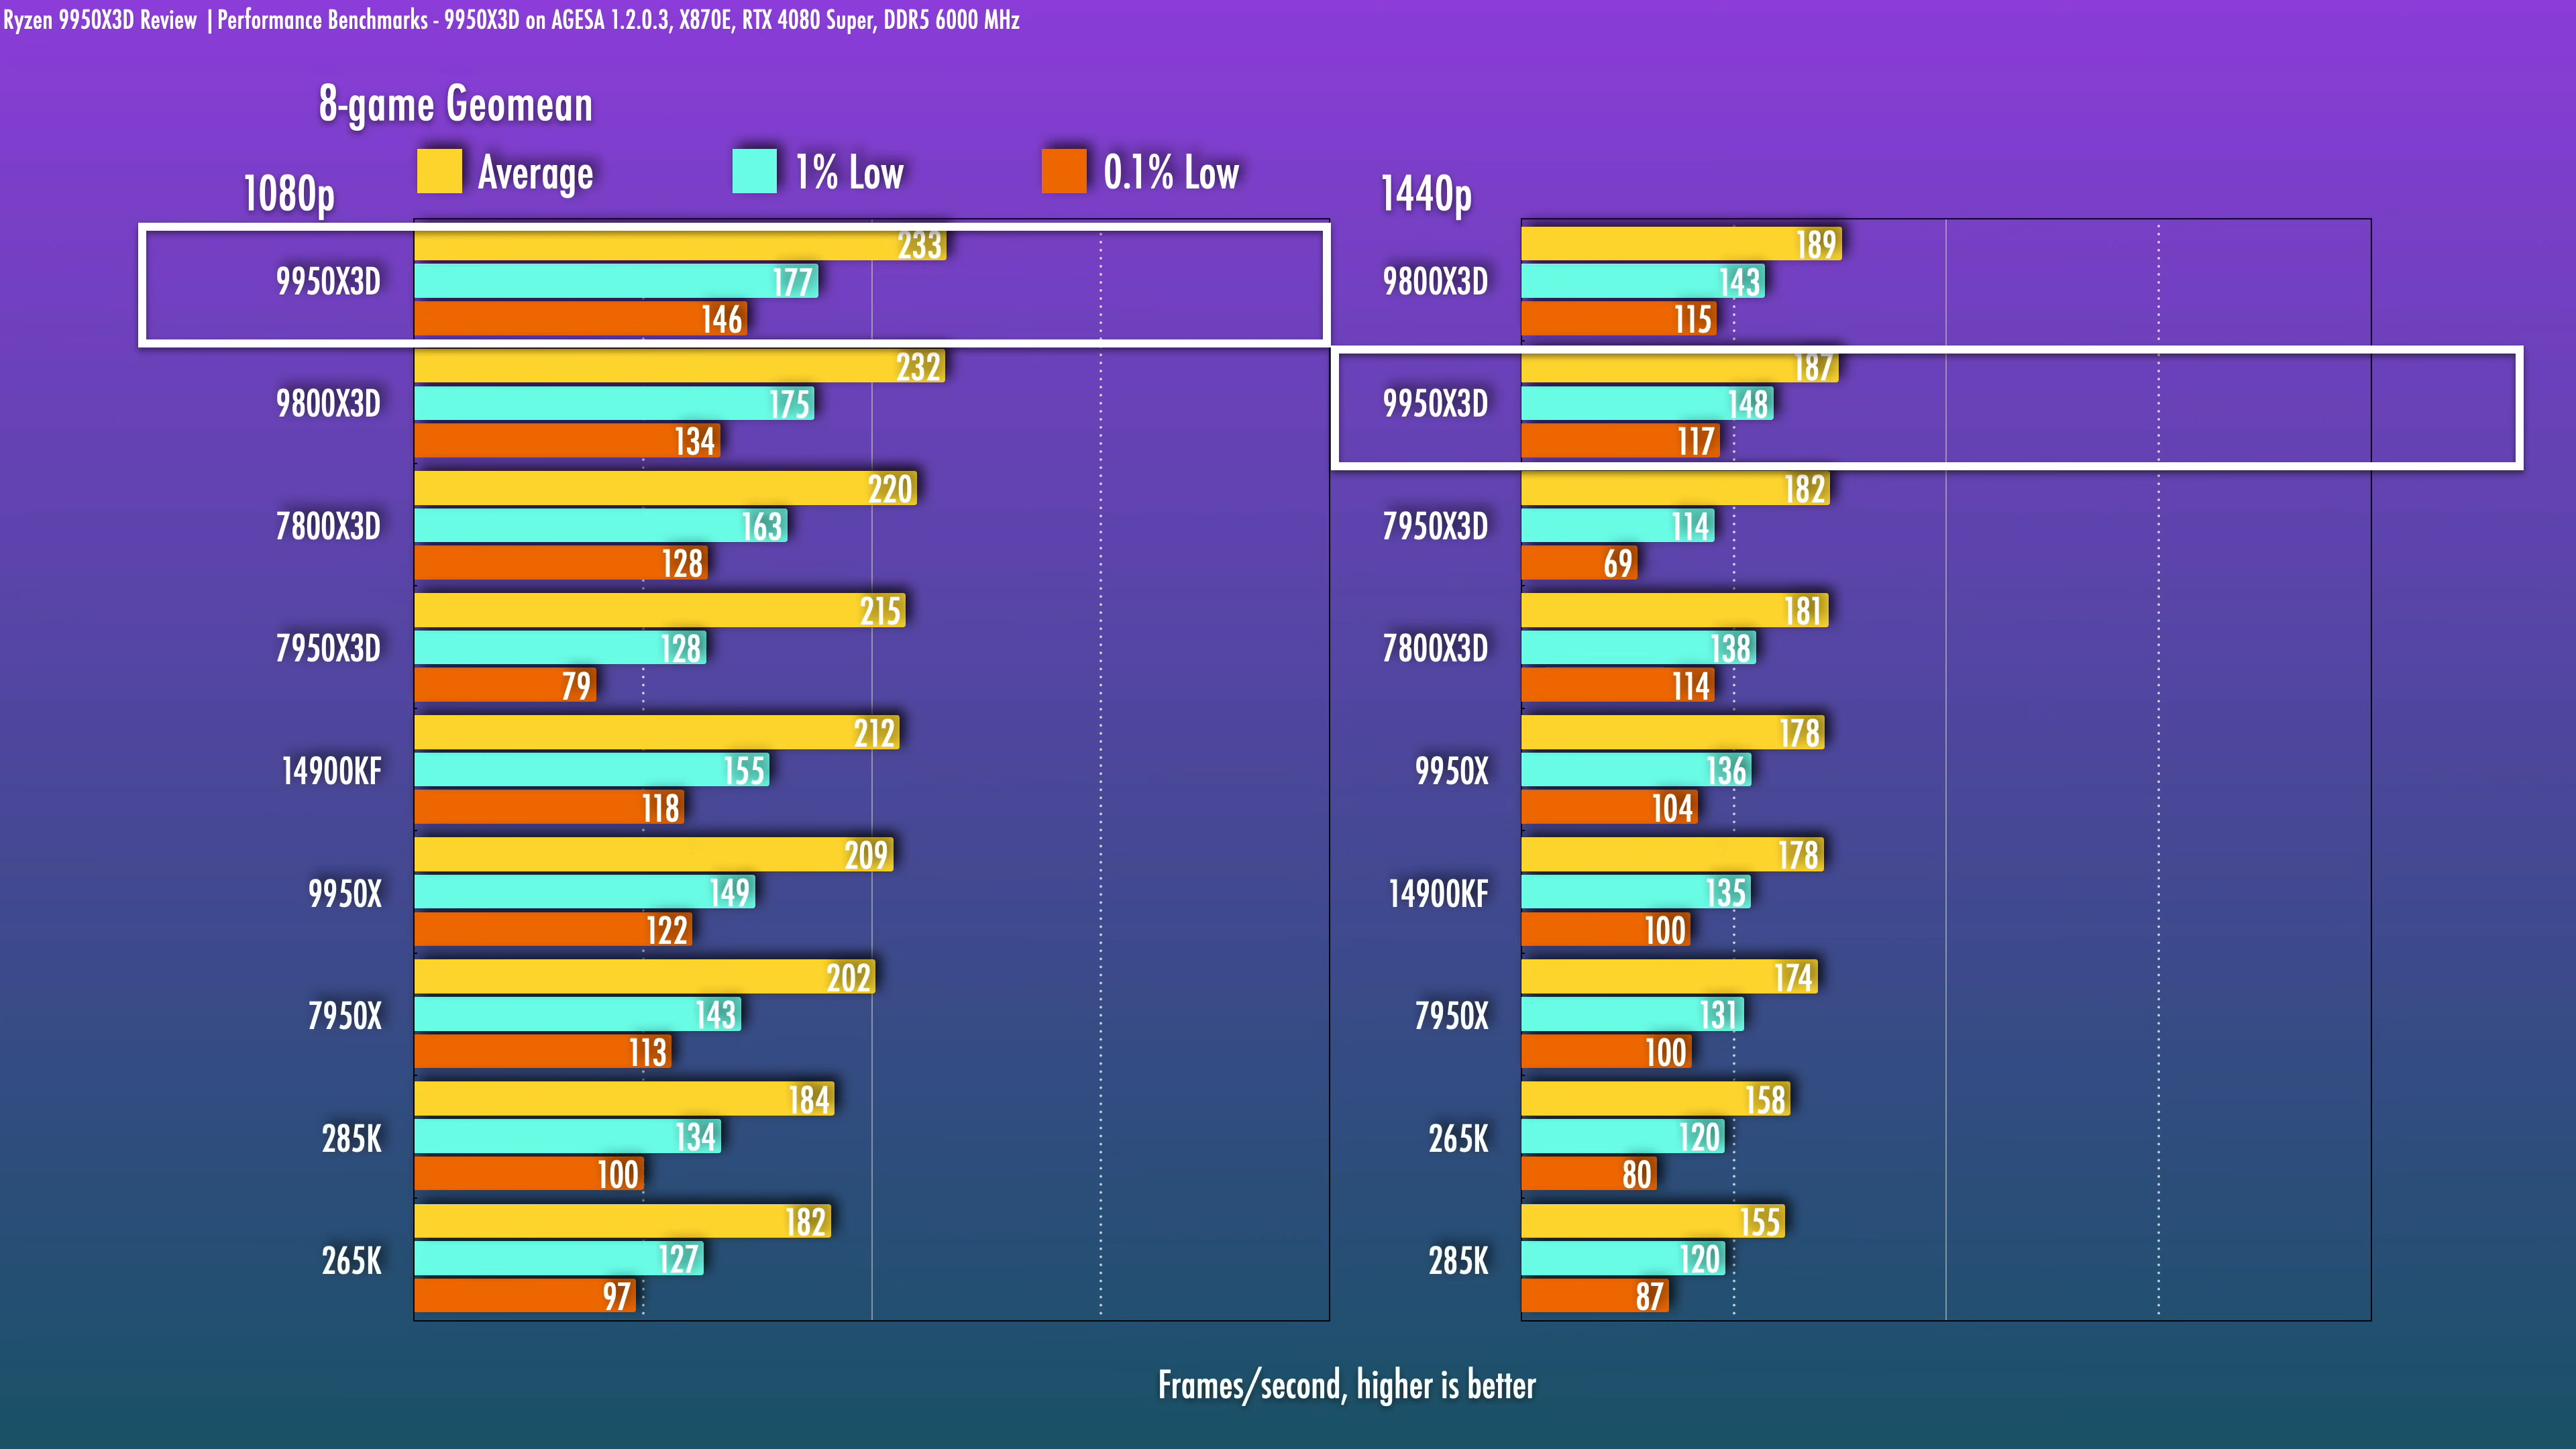 Ryzen 9950X3D Review | Performance Benchmarks - 9950X3D on AGESA 1.2.0.3, X870E, RTX 4080 Super, DDR5 6000 MHz
8-game Geomean
Average 1% Low 0.1% Low
1080p
233
9950X3D 177
146
232
9800X3D 175
134
220
7800X3D 163
128
215
7950X3D 128
79
212
14900KF 155
118
209
9950X 149
122
202
7950X 143
113
184
285K 134
100
182
265K 127
97
1440p
189
9800X3D 143
115
187
9950X3D 148
117
182
7950X3D 114
69
181
7800X3D 138
114
178
9950X 136
104
178
14900KF 135
100
174
7950X 131
100
158
265K 120
80
155
285K 120
87
Frames/second, higher is better